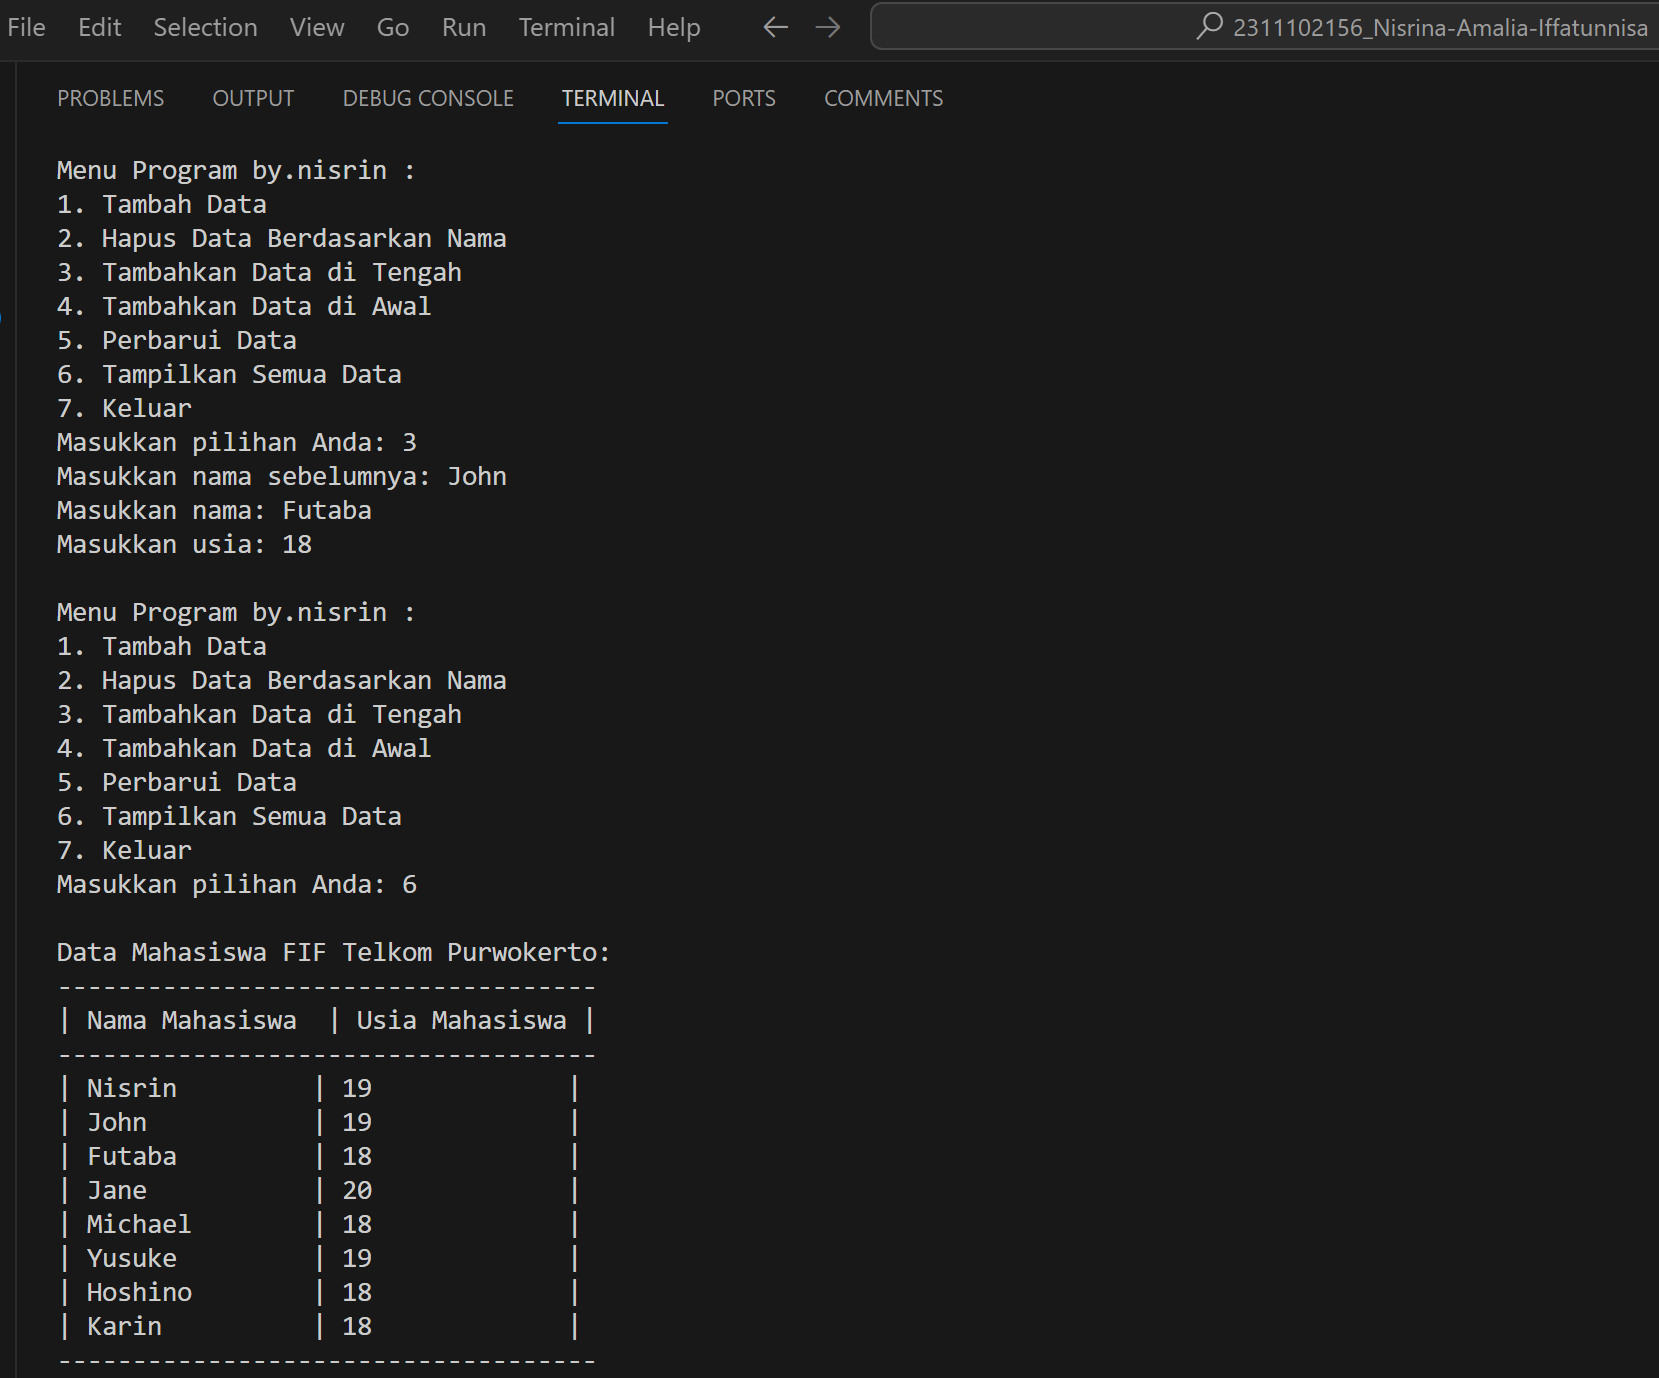 File Edit Selection View Go Run Terminal Help 2311102156_Nisrina-Amalia-Iffatunnisa
PROBLEMS OUTPUT DEBUG CONSOLE TERMINAL PORTS COMMENTS
Menu Program by.nisrin :
1. Tambah Data
2. Hapus Data Berdasarkan Nama
3. Tambahkan Data di Tengah
4. Tambahkan Data di Awal
5. Perbarui Data
6. Tampilkan Semua Data
7. Keluar
Masukkan pilihan Anda: 3
Masukkan nama sebelumnya: John
Masukkan nama: Futaba
Masukkan usia: 18
Menu Program by.nisrin :
1. Tambah Data
2. Hapus Data Berdasarkan Nama
3. Tambahkan Data di Tengah
4. Tambahkan Data di Awal
5. Perbarui Data
6. Tampilkan Semua Data
7. Keluar
Masukkan pilihan Anda: 6
Data Mahasiswa FIF Telkom Purwokerto:
------------------------------------
| Nama Mahasiswa  | Usia Mahasiswa |
------------------------------------
| Nisrin         | 19             |
| John           | 19             |
| Futaba         | 18             |
| Jane           | 20             |
| Michael        | 18             |
| Yusuke         | 19             |
| Hoshino        | 18             |
| Karin          | 18             |
------------------------------------